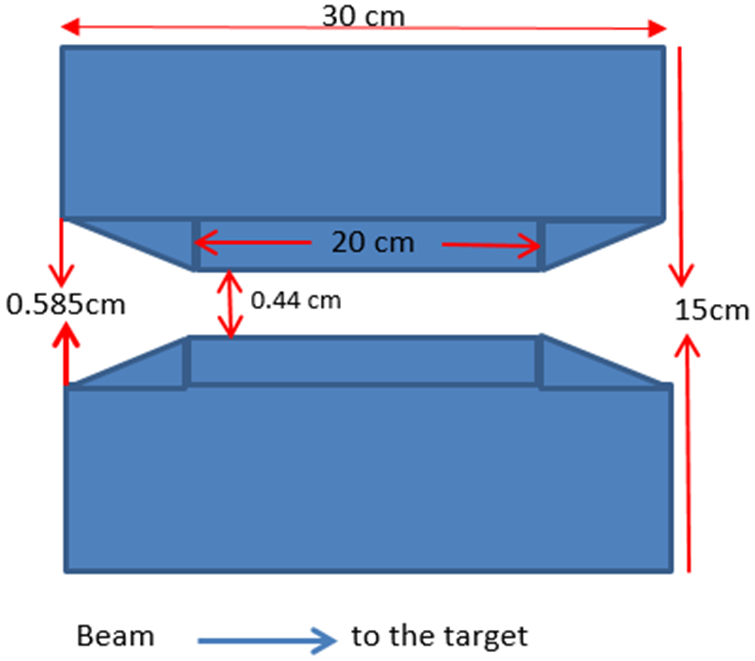 30 cm
20 cm
0.44 cm
0.585cm
15cm
Beam to the target